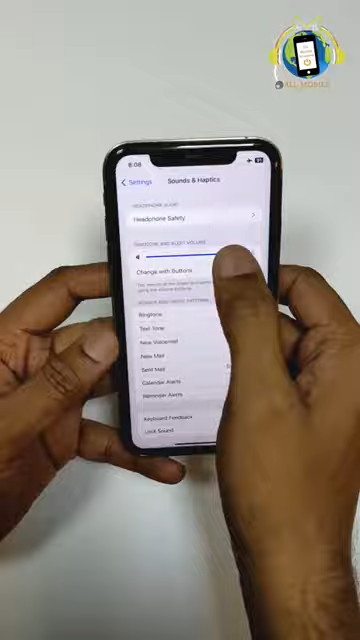 ALL MOBILES
6:08
Settings
Sounds & Haptics
HEADPHONE AUDIO
Headphone Safety
RINGTONE AND ALERT VOLUME
Change with Buttons
Ringtone
Text Tone
New Voicemail
New Mail
Sent Mail
Calendar Alerts
Reminder Alerts
Keyboard Feedback
Lock Sound